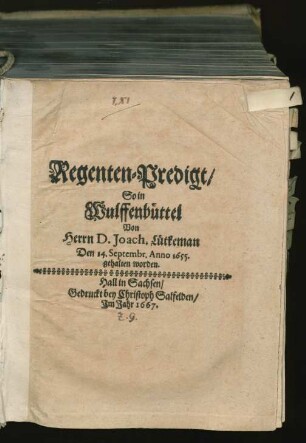 Regenten-Predigt/
So in
Wulffenbüttel
Von
Herrn D. Joach. Lütkeman
Den 14. Septembr. Anno 1655.
gehalten worden.
Hall in Sachsen/
Gedruckt bey Christoph Salfelden/
Im Jahr 1667.